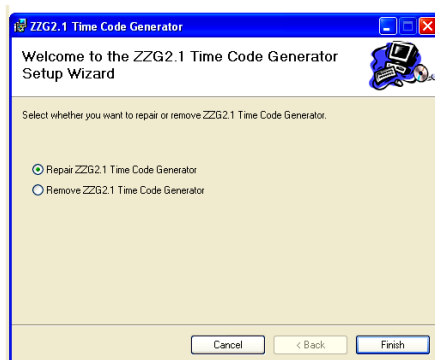 ZZG2.1 Time Code Generator
Welcome to the ZZG2.1 Time Code Generator
Setup Wizard
Select whether you want to repair or remove ZZG2.1 Time Code Generator.
Repair ZZG2.1 Time Code Generator
Remove ZZG2.1 Time Code Generator
Cancel
< Back
Finish